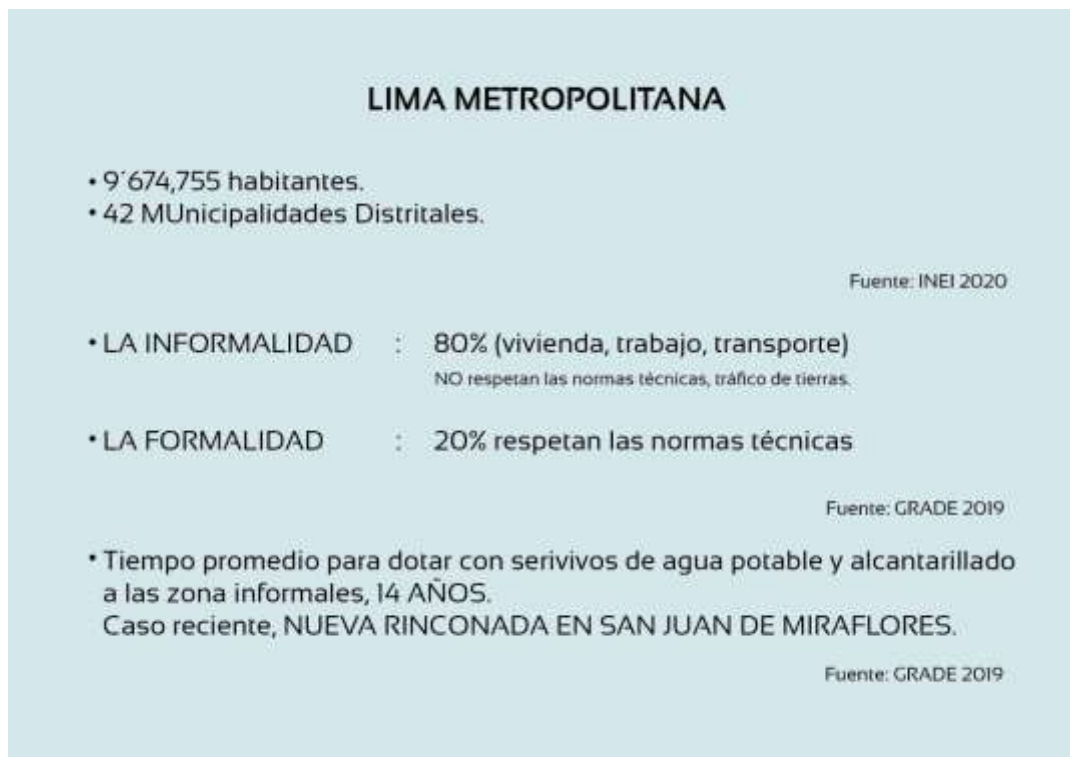 LIMA METROPOLITANA
• 9´674,755 habitantes.
• 42 MUnicipalidades Distritales.
Fuente: INEI 2020
• LA INFORMALIDAD : 80% (vivienda, trabajo, transporte)
NO respetan las normas técnicas, tráfico de tierras.
• LA FORMALIDAD : 20% respetan las normas técnicas
Fuente: GRADE 2019
• Tiempo promedio para dotar con serivivos de agua potable y alcantarillado
a las zona informales, 14 AÑOS.
Caso reciente, NUEVA RINCONADA EN SAN JUAN DE MIRAFLORES.
Fuente: GRADE 2019